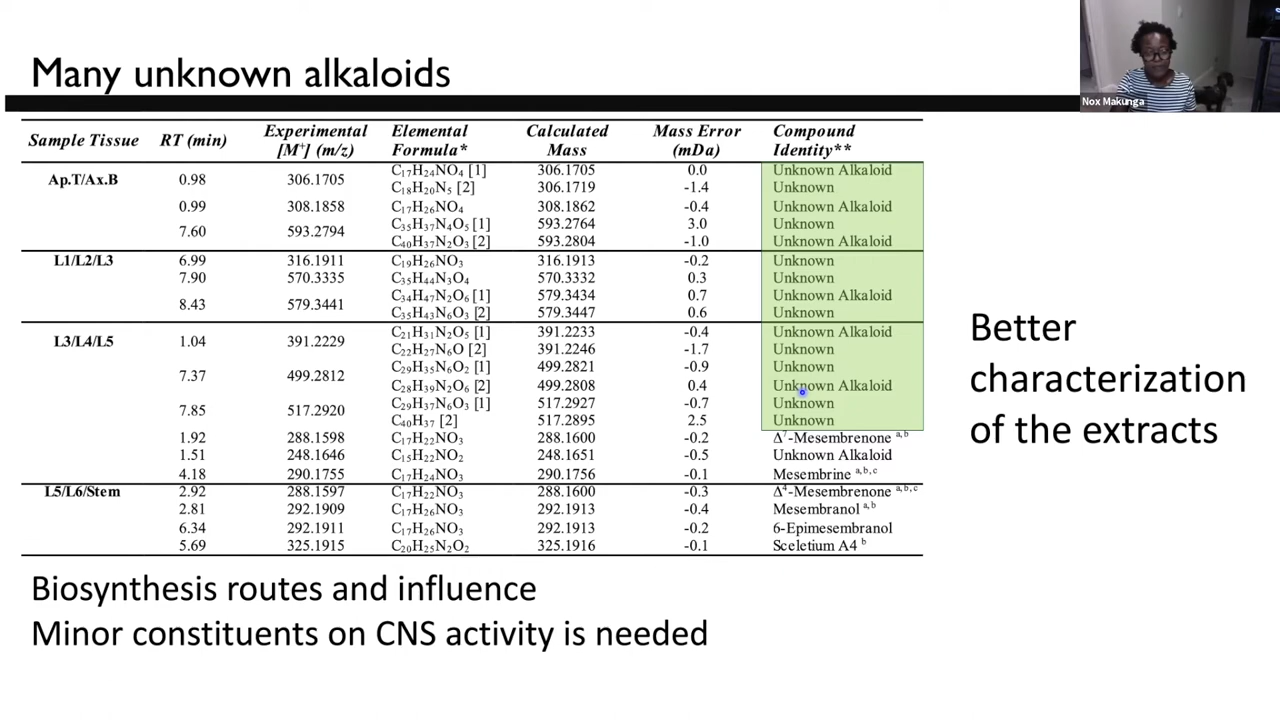 Many unknown alkaloids
Nox Makunga
Sample Tissue RT (min) Experimental [M⁺] (m/z) Elemental Formula* Calculated Mass Mass Error (mDa) Compound Identity**
Ap.T/Ax.B 0.98 306.1705 C₁₇H₂₄NO₄ [1] 306.1705 0.0 Unknown Alkaloid
C₁₈H₂₀N₅ [2] 306.1719 -1.4 Unknown
0.99 308.1858 C₁₇H₂₆NO₄ 308.1862 -0.4 Unknown Alkaloid
7.60 593.2794 C₃₅H₃₇N₄O₅ [1] 593.2764 3.0 Unknown
C₄₀H₃₇N₂O₃ [2] 593.2804 -1.0 Unknown Alkaloid
L1/L2/L3 6.99 316.1911 C₁₉H₂₆NO₃ 316.1913 -0.2 Unknown
7.90 570.3335 C₃₅H₄₄N₃O₄ 570.3332 0.3 Unknown
8.43 579.3441 C₃₄H₄₇N₂O₆ [1] 579.3434 0.7 Unknown Alkaloid
C₃₅H₄₃N₆O₃ [2] 579.3447 0.6 Unknown
L3/L4/L5 1.04 391.2229 C₂₁H₃₁N₂O₅ [1] 391.2233 -0.4 Unknown Alkaloid
C₂₂H₂₇N₆O [2] 391.2246 -1.7 Unknown
7.37 499.2812 C₂₉H₃₅N₆O₂ [1] 499.2821 -0.9 Unknown
C₂₈H₃₉N₂O₆ [2] 499.2808 0.4 Unknown Alkaloid
7.85 517.2920 C₂₉H₃₇N₆O₃ [1] 517.2927 -0.7 Unknown
C₄₀H₃₇ [2] 517.2895 2.5 Unknown
1.92 288.1598 C₁₇H₂₂NO₃ 288.1600 -0.2 Δ⁷-Mesembrenone ᵃ,ᵇ
1.51 248.1646 C₁₅H₂₂NO₂ 248.1651 -0.5 Unknown Alkaloid
4.18 290.1755 C₁₇H₂₄NO₃ 290.1756 -0.1 Mesembrine ᵃ,ᵇ,ᶜ
L5/L6/Stem 2.92 288.1597 C₁₇H₂₂NO₃ 288.1600 -0.3 Δ⁴-Mesembrenone ᵃ,ᵇ,ᶜ
2.81 292.1909 C₁₇H₂₆NO₃ 292.1913 -0.4 Mesembranol ᵃ,ᵇ
6.34 292.1911 C₁₇H₂₆NO₃ 292.1913 -0.2 6-Epimesembranol
5.69 325.1915 C₂₀H₂₅N₂O₂ 325.1916 -0.1 Sceletium A4 ᵇ
Better
characterization
of the extracts
Biosynthesis routes and influence
Minor constituents on CNS activity is needed